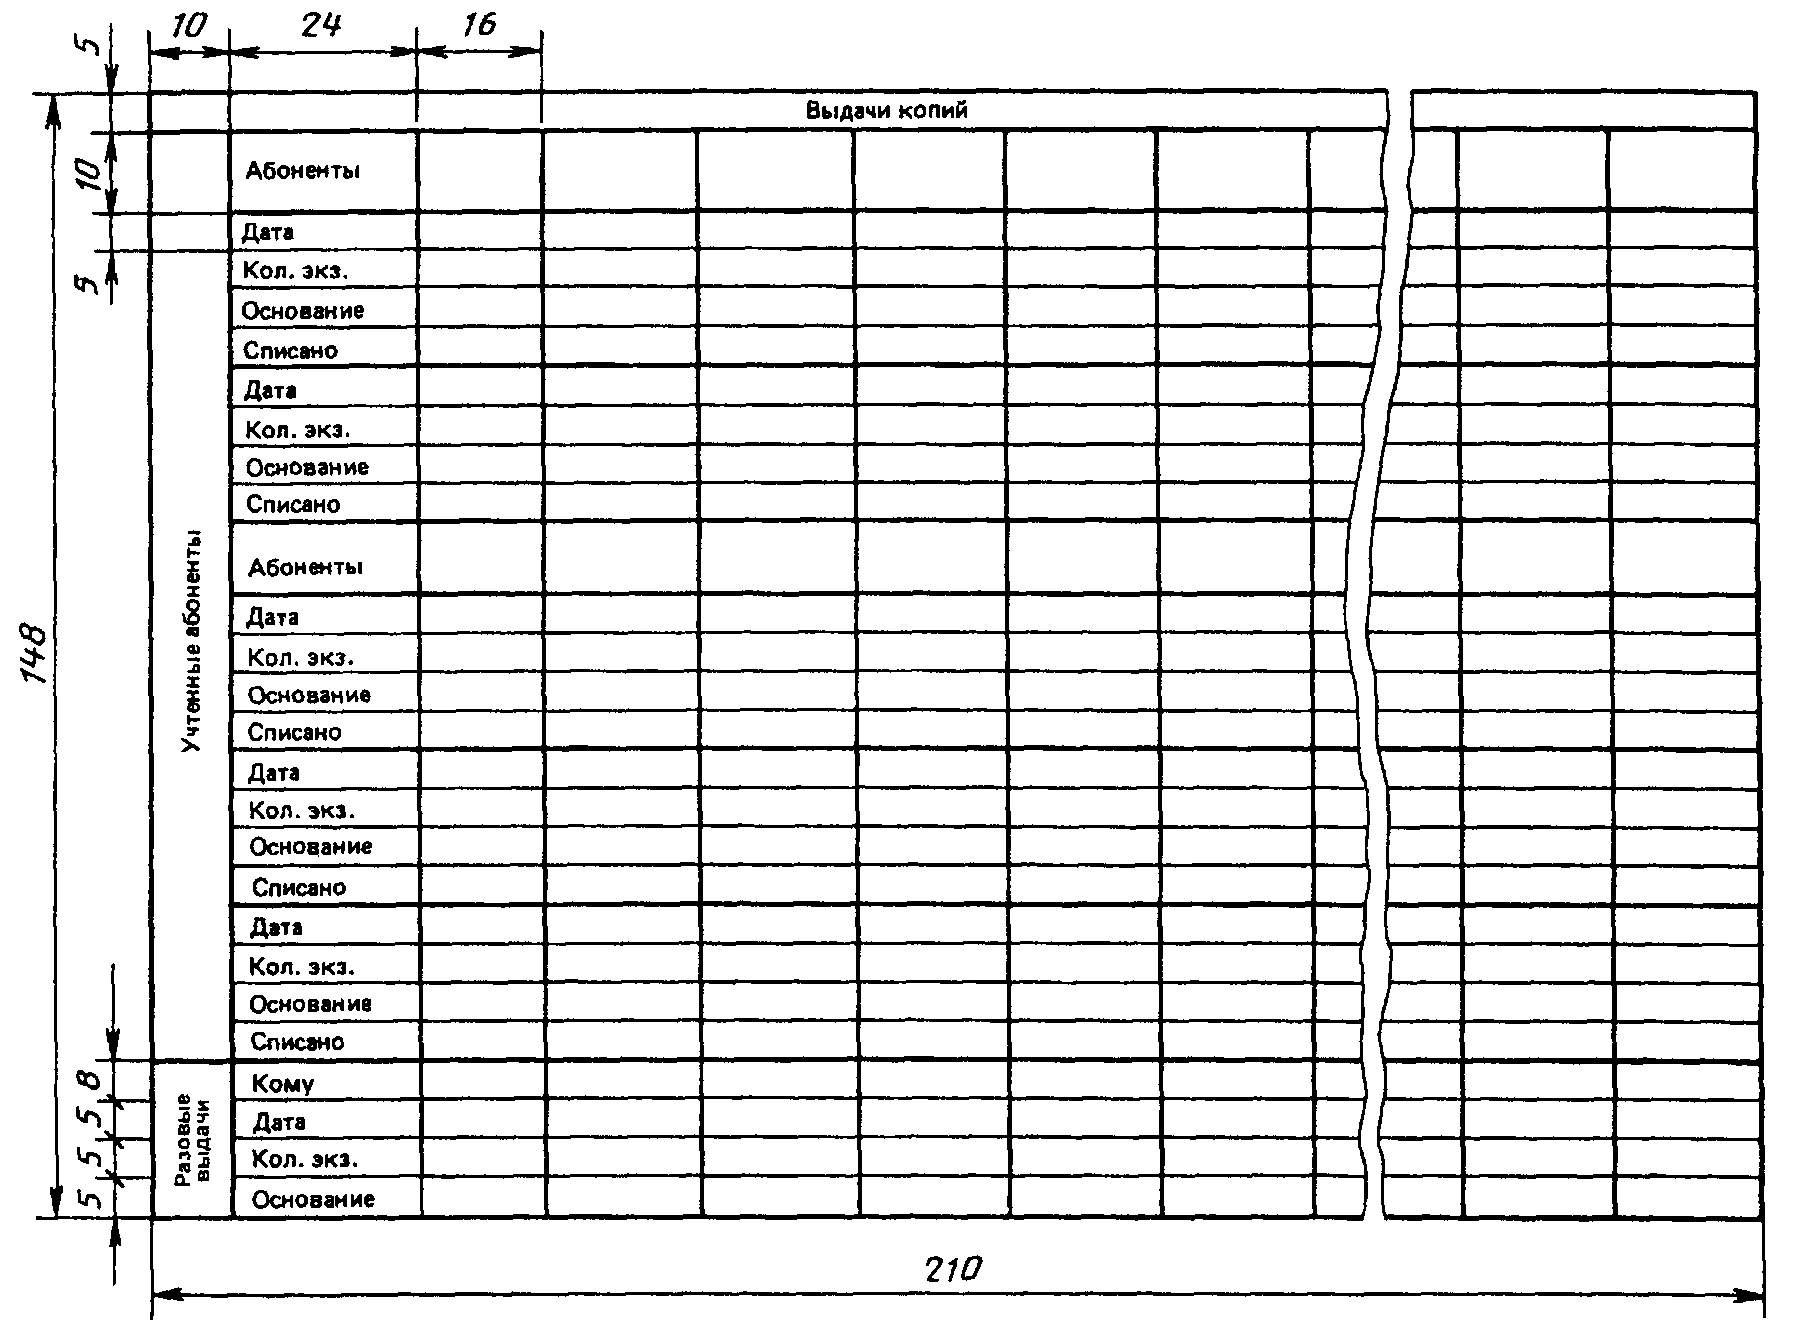 10 24 16
5
Выдачи копий
10
Абоненты
Дата
5
Кол. экз.
Основание
Списано
Дата
Кол. экз.
Основание
Списано
Учтенные абоненты
Абоненты
Дата
148
Кол. экз.
Основание
Списано
Дата
Кол. экз.
Основание
Списано
Дата
Кол. экз.
Основание
Списано
Разовые
выдачи
8
Кому
5
Дата
5
Кол. экз.
5
Основание
210